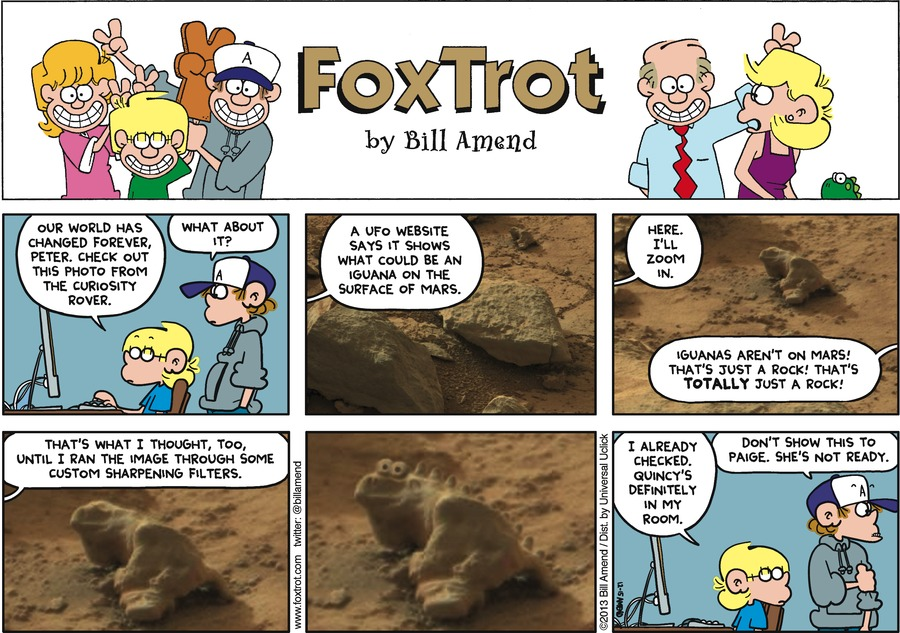 FoxTrot
by Bill Amend
A
OUR WORLD HAS
CHANGED FOREVER,
PETER. CHECK OUT
THIS PHOTO FROM
THE CURIOSITY
ROVER.
WHAT ABOUT
IT?
A
A UFO WEBSITE
SAYS IT SHOWS
WHAT COULD BE AN
IGUANA ON THE
SURFACE OF MARS.
HERE.
I'LL
ZOOM
IN.
IGUANAS AREN'T ON MARS!
THAT'S JUST A ROCK! THAT'S
TOTALLY JUST A ROCK!
THAT'S WHAT I THOUGHT, TOO,
UNTIL I RAN THE IMAGE THROUGH SOME
CUSTOM SHARPENING FILTERS.
www.foxtrot.com twitter: @billamend
©2013 Bill Amend / Dist. by Universal Uclick
I ALREADY
CHECKED.
QUINCY'S
DEFINITELY
IN MY
ROOM.
DON'T SHOW THIS TO
PAIGE. SHE'S NOT READY.
A
AMEND